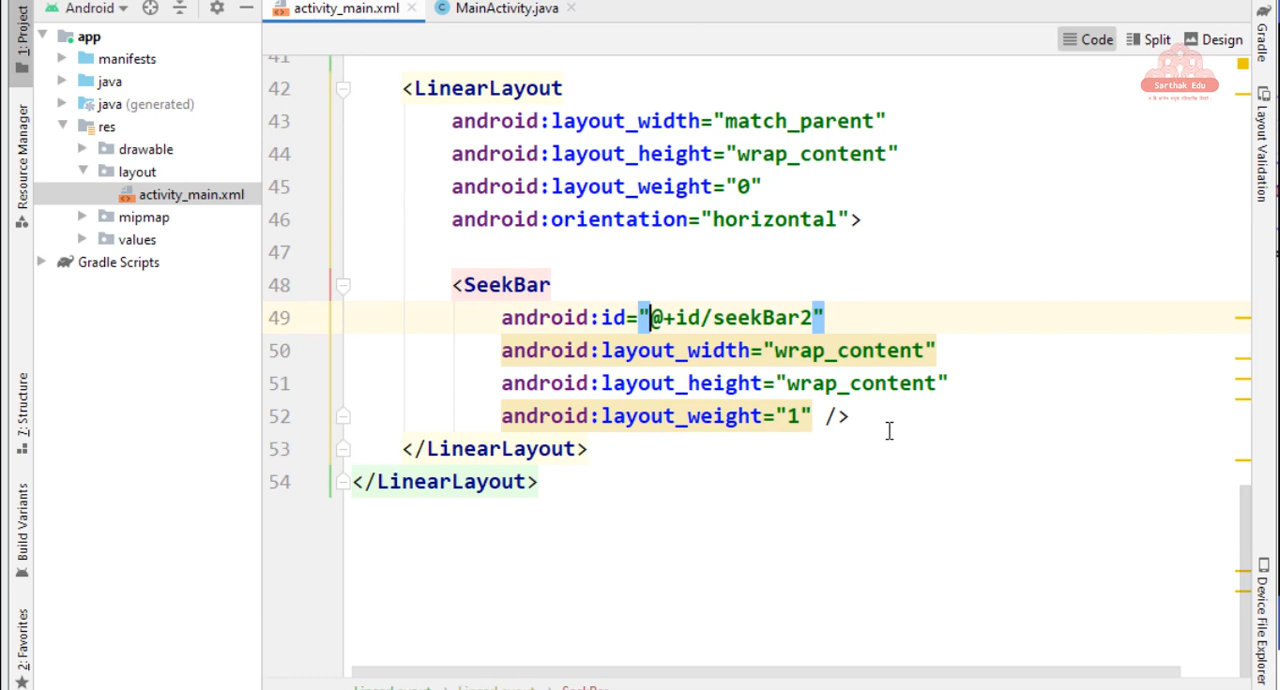 Android
activity_main.xml
MainActivity.java
1: Project
Resource Manager
7: Structure
Build Variants
2: Favorites
app
manifests
java
java (generated)
res
drawable
layout
activity_main.xml
mipmap
values
Gradle Scripts
Code
Split
Design
Sarthak Edu
Gradle
Layout Validation
Device File Explorer
41
42 <LinearLayout
43 android:layout_width="match_parent"
44 android:layout_height="wrap_content"
45 android:layout_weight="0"
46 android:orientation="horizontal">
47
48 <SeekBar
49 android:id="@+id/seekBar2"
50 android:layout_width="wrap_content"
51 android:layout_height="wrap_content"
52 android:layout_weight="1" />
53 </LinearLayout>
54 </LinearLayout>